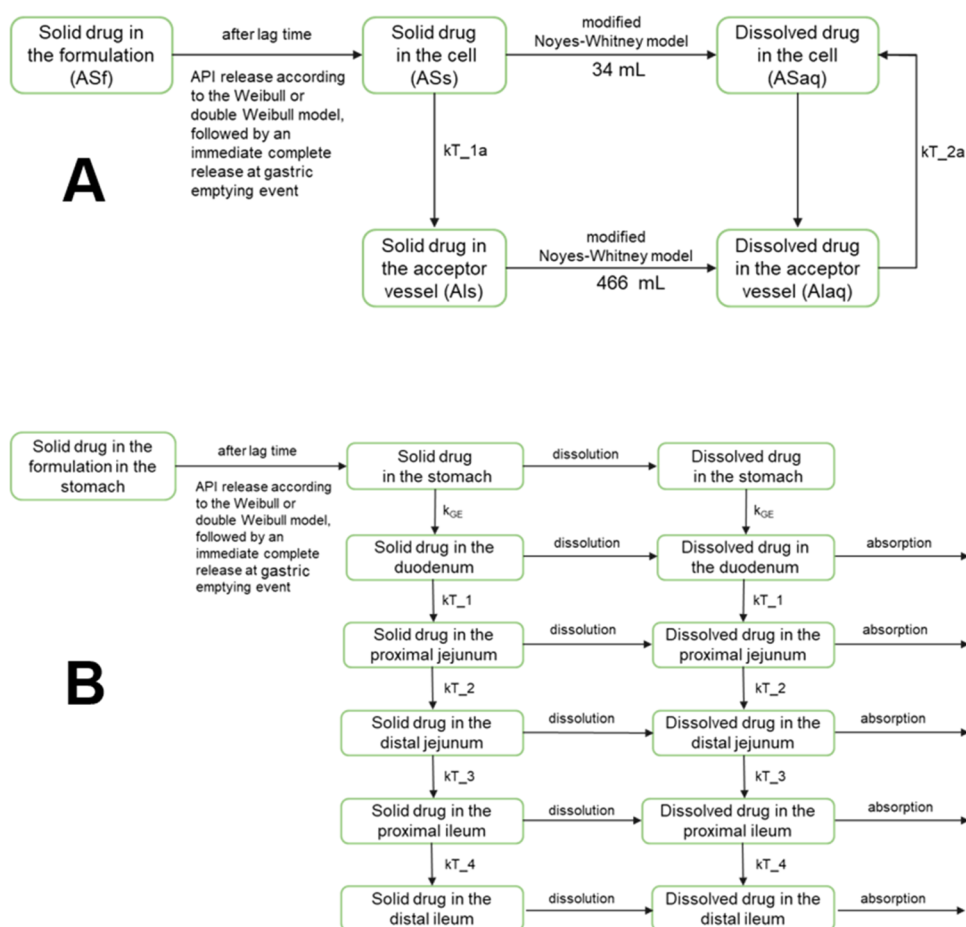 Solid drug in
the formulation
(ASf)
after lag time
API release according
to the Weibull or
double Weibull model,
followed by an
immediate complete
release at gastric
emptying event
Solid drug
in the cell
(ASs)
modified
Noyes-Whitney model
34 mL
Dissolved drug
in the cell
(ASaq)
A
kT_1a
kT_2a
Solid drug in
the acceptor
vessel (AIs)
modified
Noyes-Whitney model
466 mL
Dissolved drug
in the acceptor
vessel (AIaq)
Solid drug in the
formulation in the
stomach
after lag time
API release according
to the Weibull or
double Weibull model,
followed by an
immediate complete
release at gastric
emptying event
Solid drug
in the stomach
dissolution
Dissolved drug
in the stomach
kGE
kGE
Solid drug in the
duodenum
dissolution
Dissolved drug in
the duodenum
absorption
kT_1
kT_1
B
Solid drug in the
proximal jejunum
dissolution
Dissolved drug in the
proximal jejunum
absorption
kT_2
kT_2
Solid drug in the
distal jejunum
dissolution
Dissolved drug in the
distal jejunum
absorption
kT_3
kT_3
Solid drug in the
proximal ileum
dissolution
Dissolved drug in the
proximal ileum
absorption
kT_4
kT_4
Solid drug in the
distal ileum
dissolution
Dissolved drug in the
distal ileum
absorption